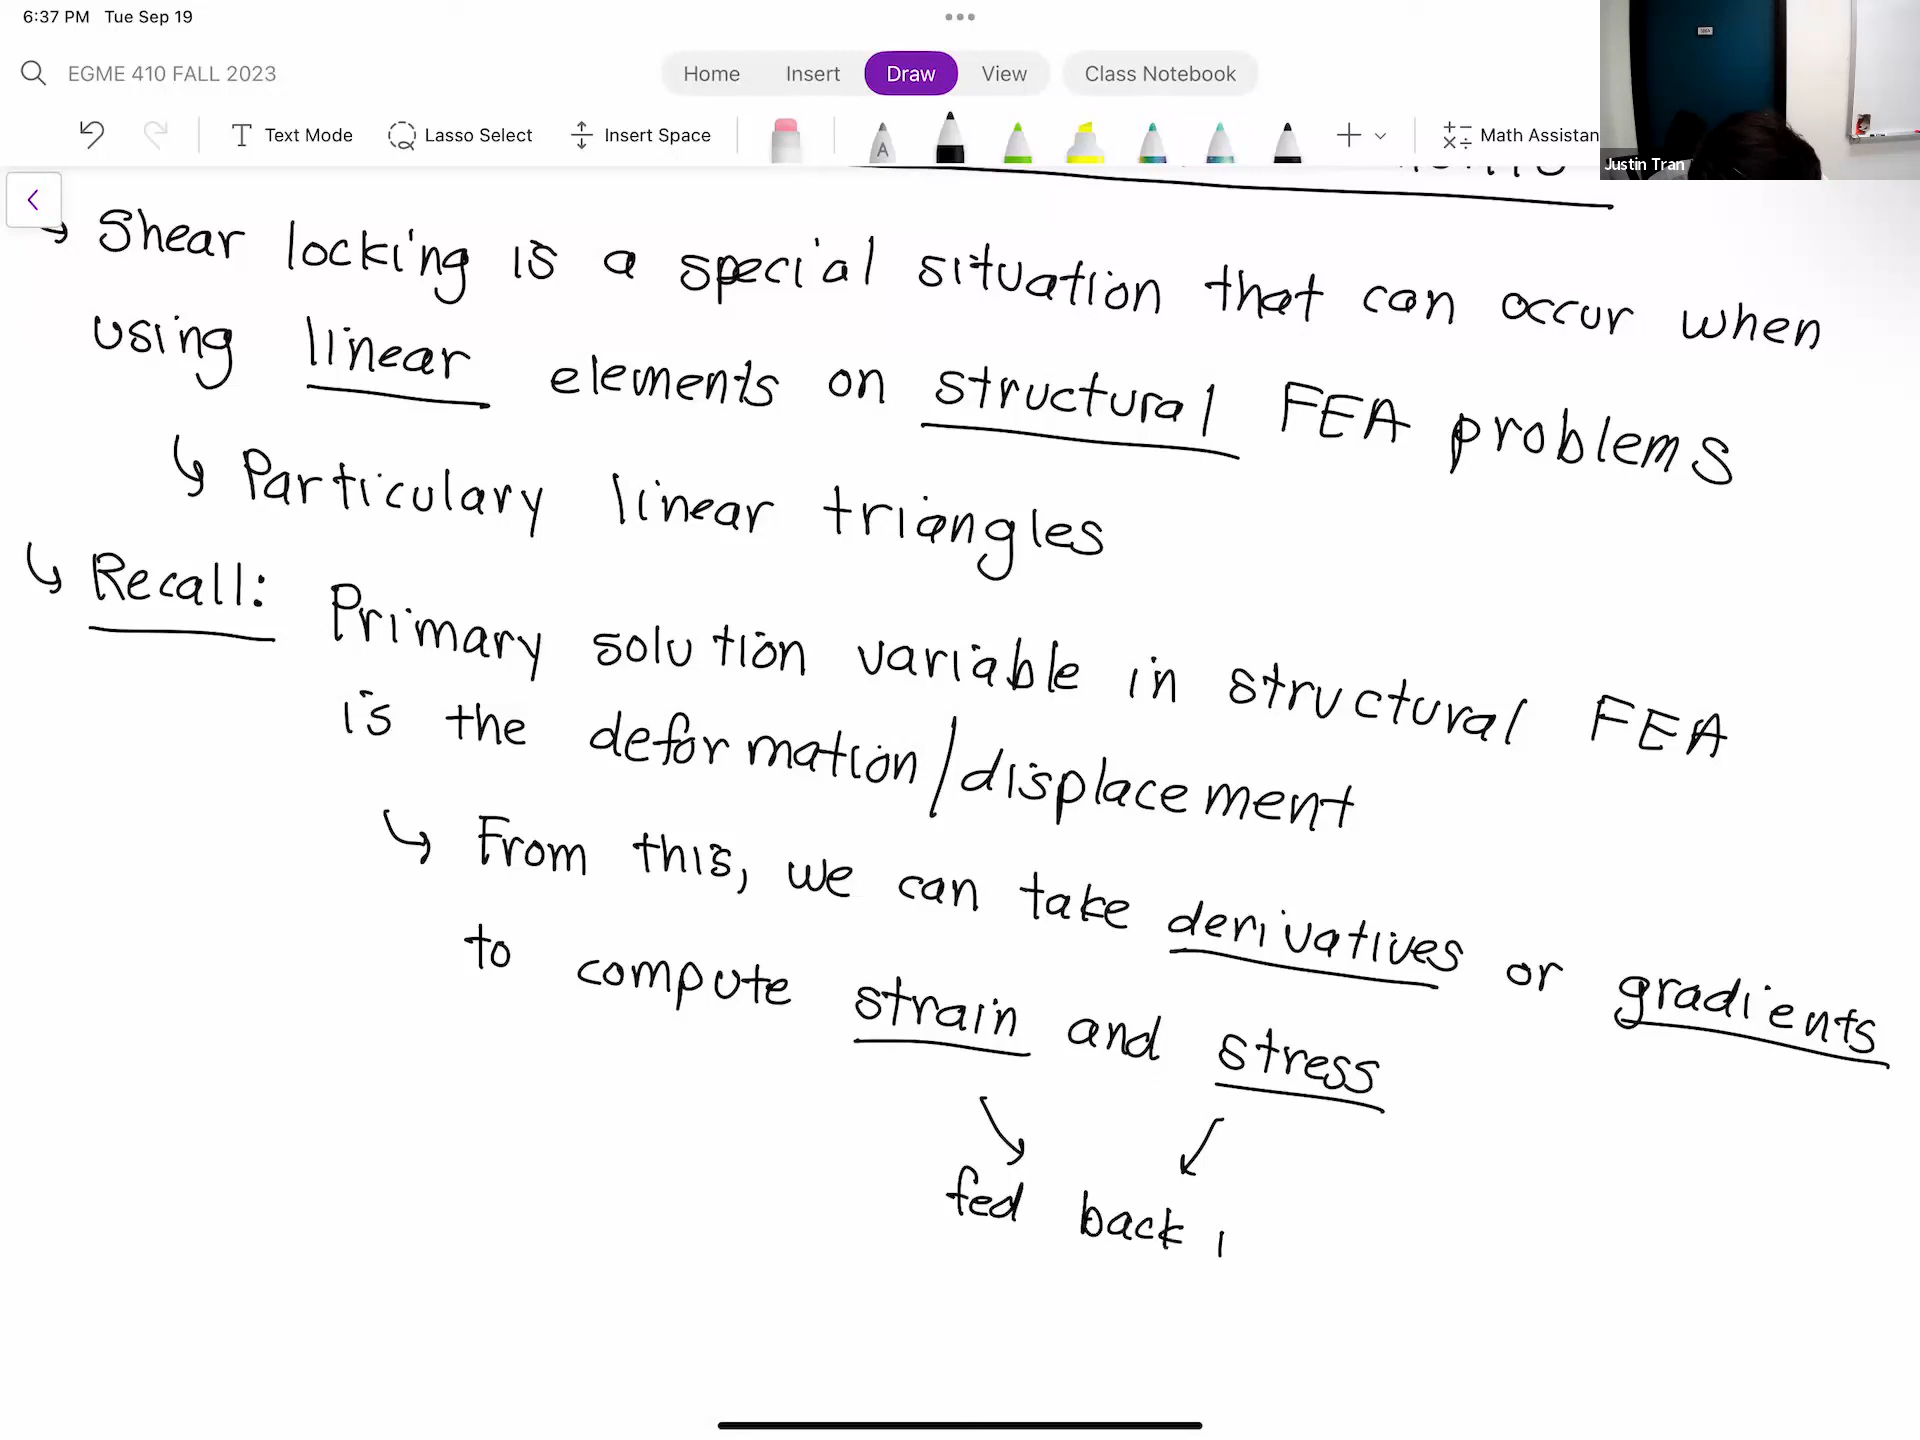 6:37 PM Tue Sep 19
EGME 410 FALL 2023
Home Insert Draw View Class Notebook
Text Mode Lasso Select Insert Space A Math Assistan
Justin Tran
Shear locking is a special situation that can occur when
using linear elements on structural FEA problems
Particulary linear triangles
Recall: Primary solution variable in structural FEA
is the deformation/displacement
From this, we can take derivatives or gradients
to compute strain and stress
fed back i